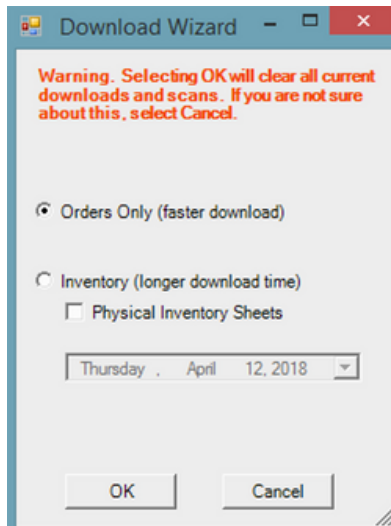 Download Wizard
Warning. Selecting OK will clear all current
downloads and scans. If you are not sure
about this, select Cancel.
Orders Only (faster download)
Inventory (longer download time)
Physical Inventory Sheets
Thursday , April 12, 2018
OK Cancel